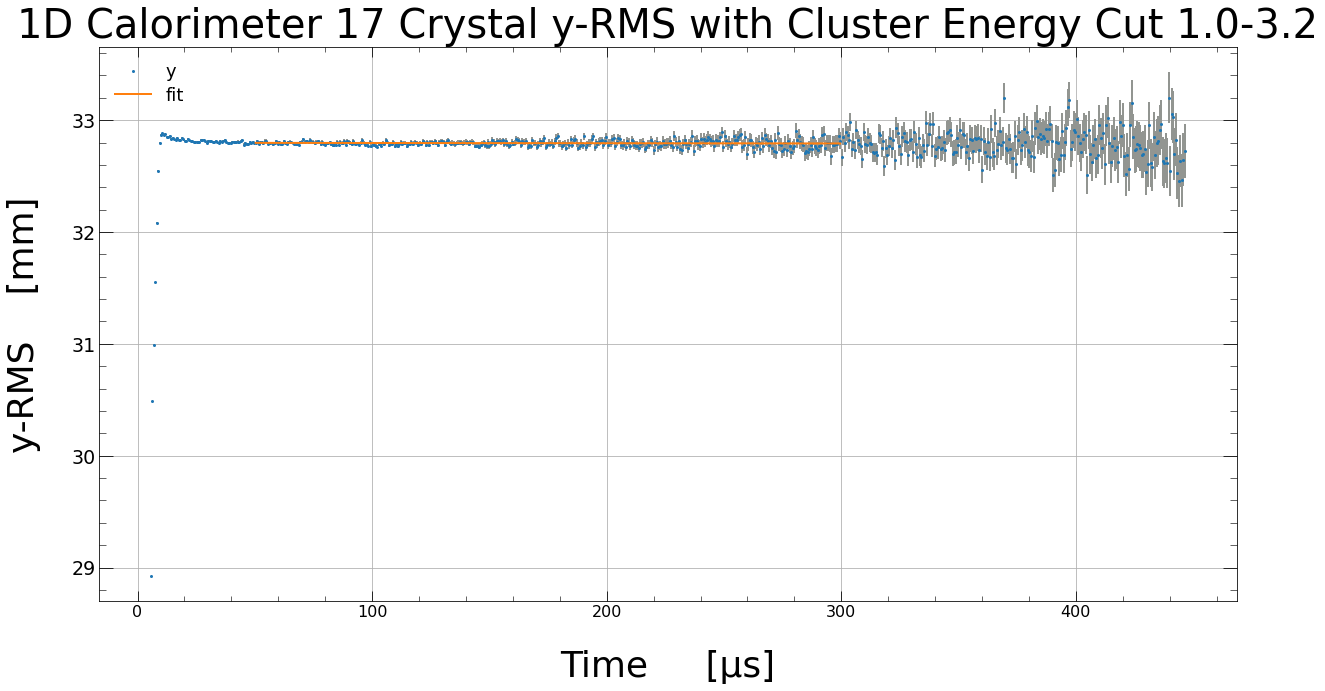 1D Calorimeter 17 Crystal y-RMS with Cluster Energy Cut 1.0-3.2
y
fit
33
32
31
30
29
y-RMS [mm]
0 100 200 300 400
Time [µs]